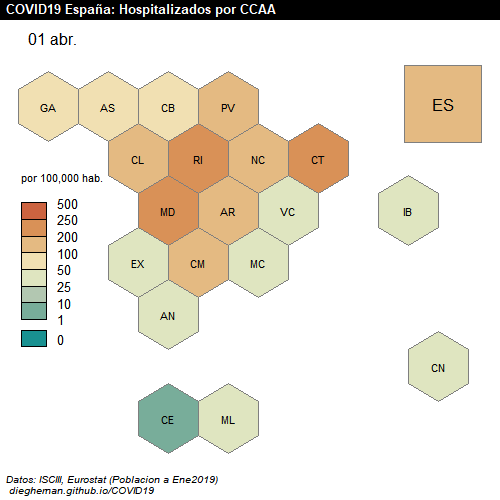 COVID19 España: Hospitalizados por CCAA
01 abr.
ES
GA AS CB PV
CL RI NC CT
por 100,000 hab.
500
250
200
100
50
25
10
1
0
MD AR VC IB
EX CM MC
AN
CN
CE ML
Datos: ISCIII, Eurostat (Poblacion a Ene2019)
diegheman.github.io/COVID19